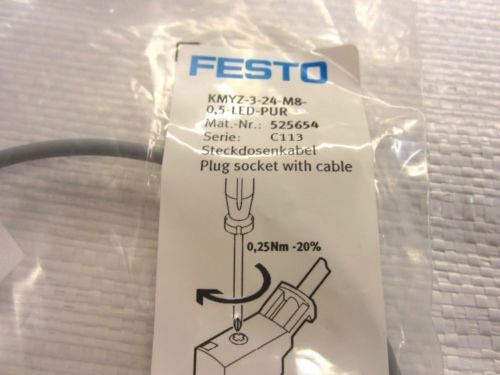 FESTO
KMYZ-3-24-M8-
0,5-LED-PUR
Mat.-Nr.: 525654
Serie: C113
Steckdosenkabel
Plug socket with cable
0,25Nm -20%